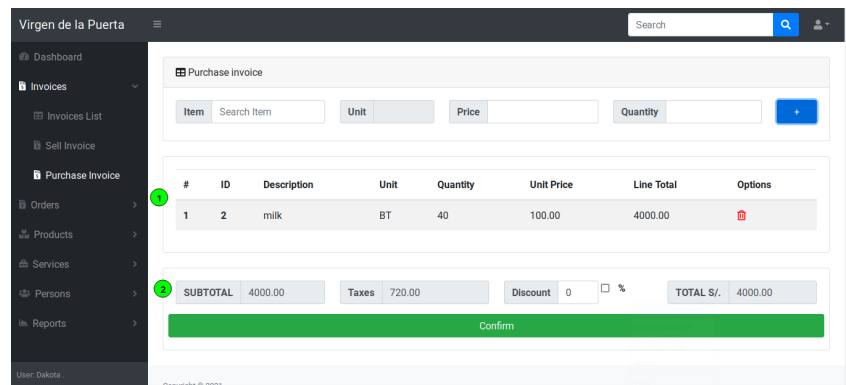 Virgen de la Puerta
Search
Dashboard
Invoices
Invoices List
Sell Invoice
Purchase Invoice
Orders
Products
Services
Persons
Reports
User: Dakota .
Purchase invoice
Item Search Item Unit Price Quantity +
# ID Description Unit Quantity Unit Price Line Total Options
1
1 2 milk BT 40 100.00 4000.00
2
SUBTOTAL 4000.00 Taxes 720.00 Discount 0 % TOTAL S/. 4000.00
Confirm
Copyright © 2021